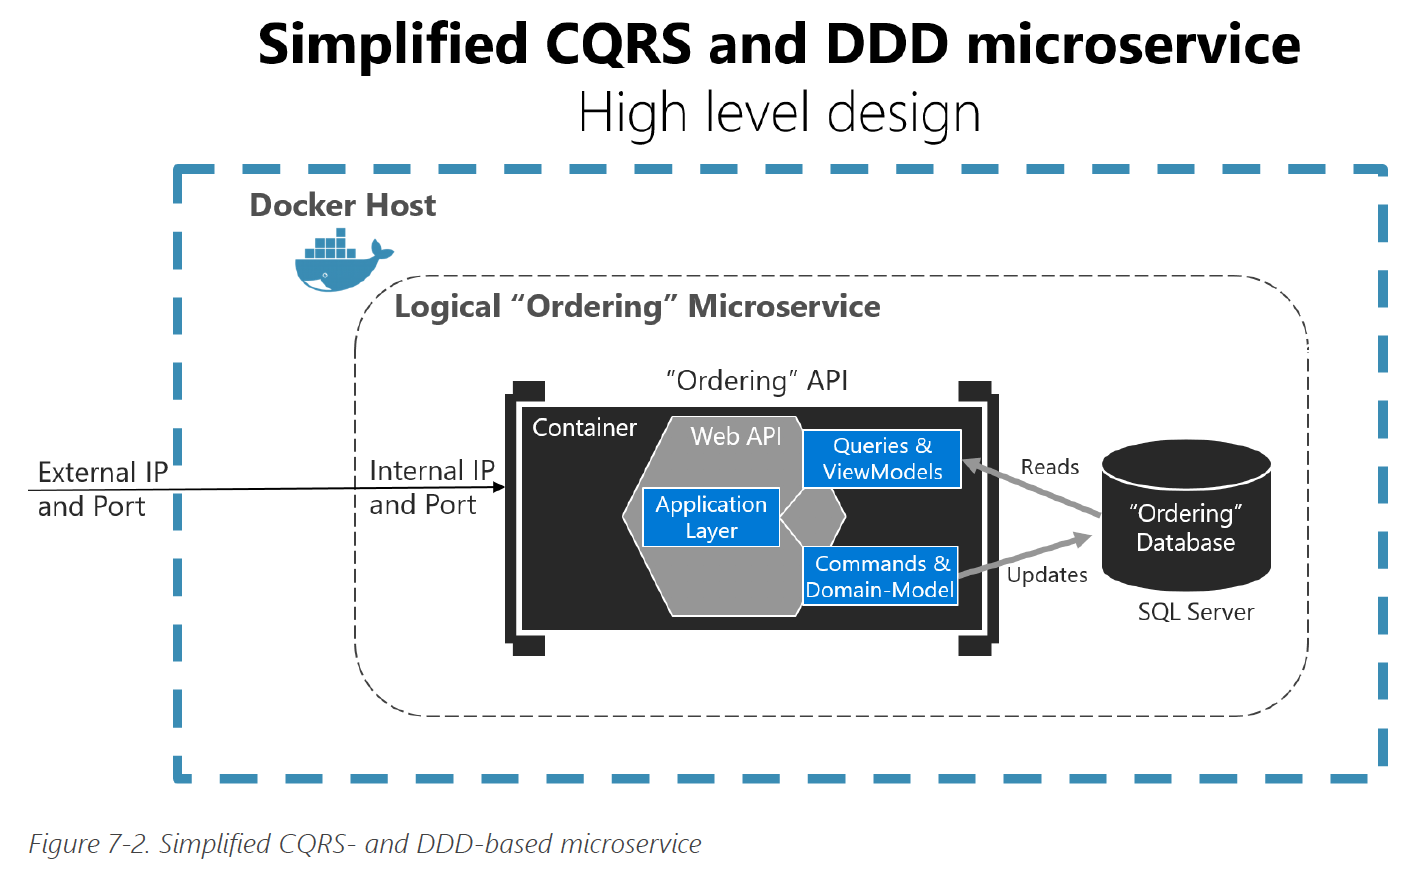 Simplified CQRS and DDD microservice
High level design
Docker Host
Logical “Ordering” Microservice
”Ordering” API
Container
Web API
Queries &
ViewModels
Application
Layer
Commands &
Domain-Model
External IP
and Port
Internal IP
and Port
Reads
Updates
“Ordering”
Database
SQL Server
Figure 7-2. Simplified CQRS- and DDD-based microservice